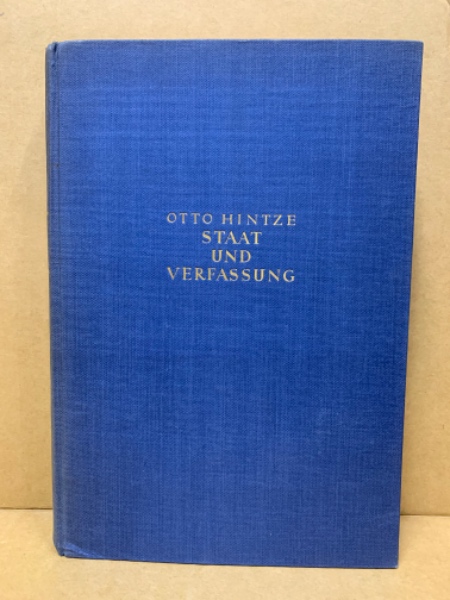 OTTO HINTZE
STAAT
UND
VERFASSUNG